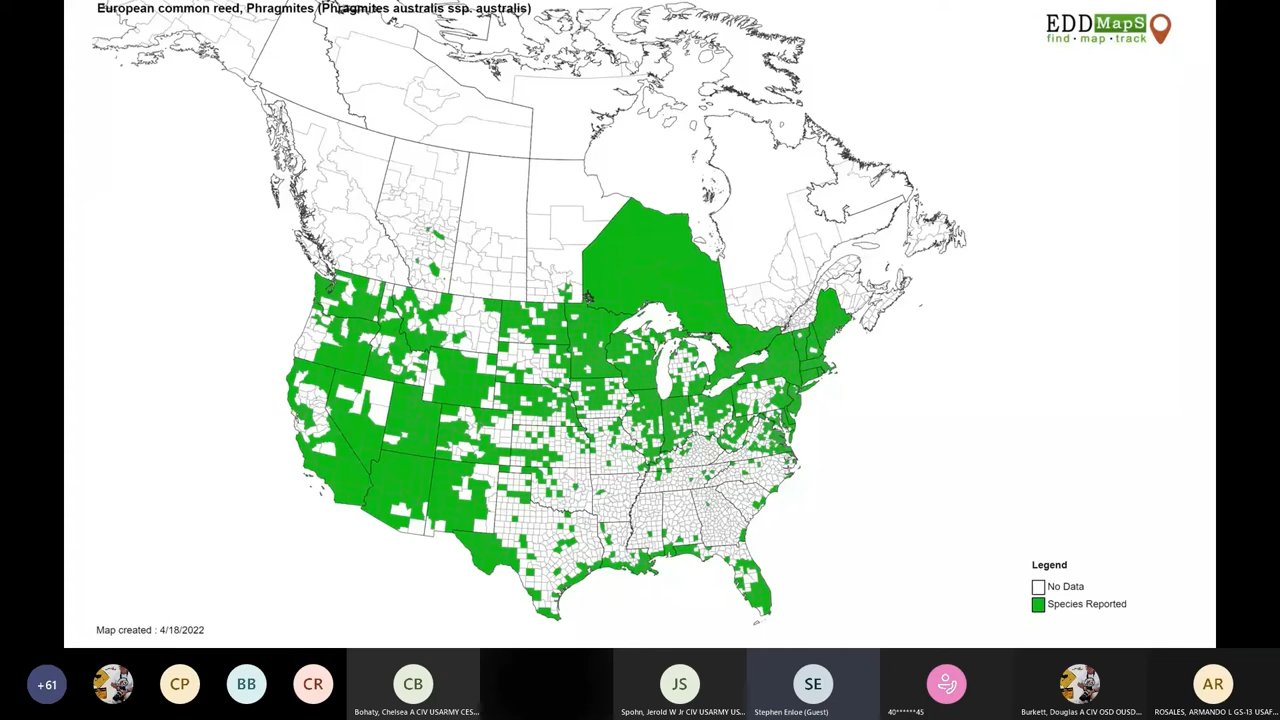 European common reed, Phragmites (Phragmites australis ssp. australis)
EDDMapS
find · map · track
Legend
No Data
Species Reported
Map created : 4/18/2022
+61
CP
BB
CR
CB
JS
SE
AR
Bohaty, Chelsea A CIV USARMY CES...
Spohn, Jerold W Jr CIV USARMY US...
Stephen Enloe (Guest)
40******45
Burkett, Douglas A CIV OSD OUSD...
ROSALES, ARMANDO L GS-13 USAF...